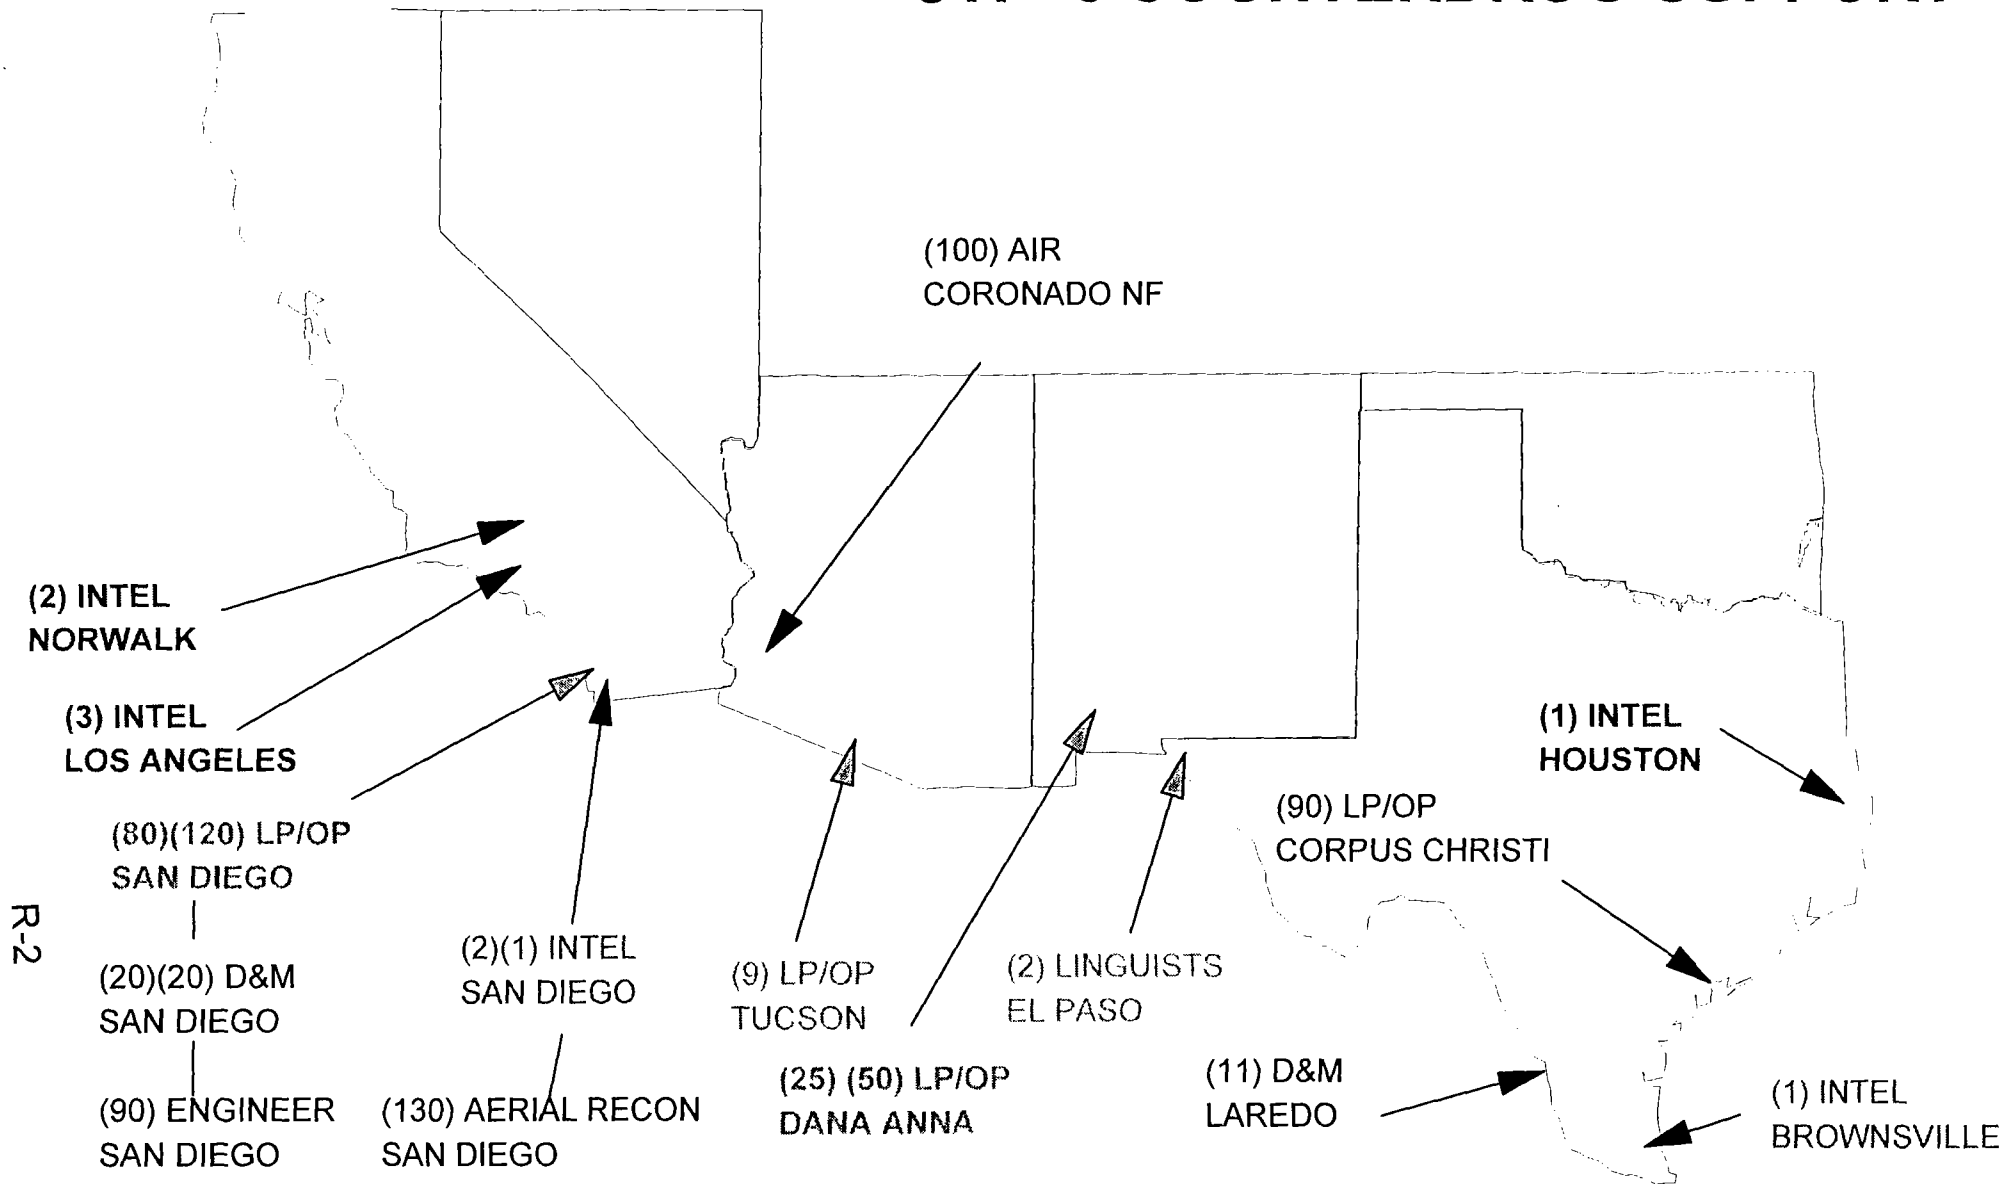 (100) AIR
CORONADO NF
(2) INTEL
NORWALK
(3) INTEL
LOS ANGELES
(80)(120) LP/OP
SAN DIEGO
(20)(20) D&M
SAN DIEGO
(90) ENGINEER
SAN DIEGO
(2)(1) INTEL
SAN DIEGO
(130) AERIAL RECON
SAN DIEGO
(9) LP/OP
TUCSON
(25) (50) LP/OP
DANA ANNA
(2) LINGUISTS
EL PASO
(1) INTEL
HOUSTON
(90) LP/OP
CORPUS CHRISTI
(11) D&M
LAREDO
(1) INTEL
BROWNSVILLE
R-2